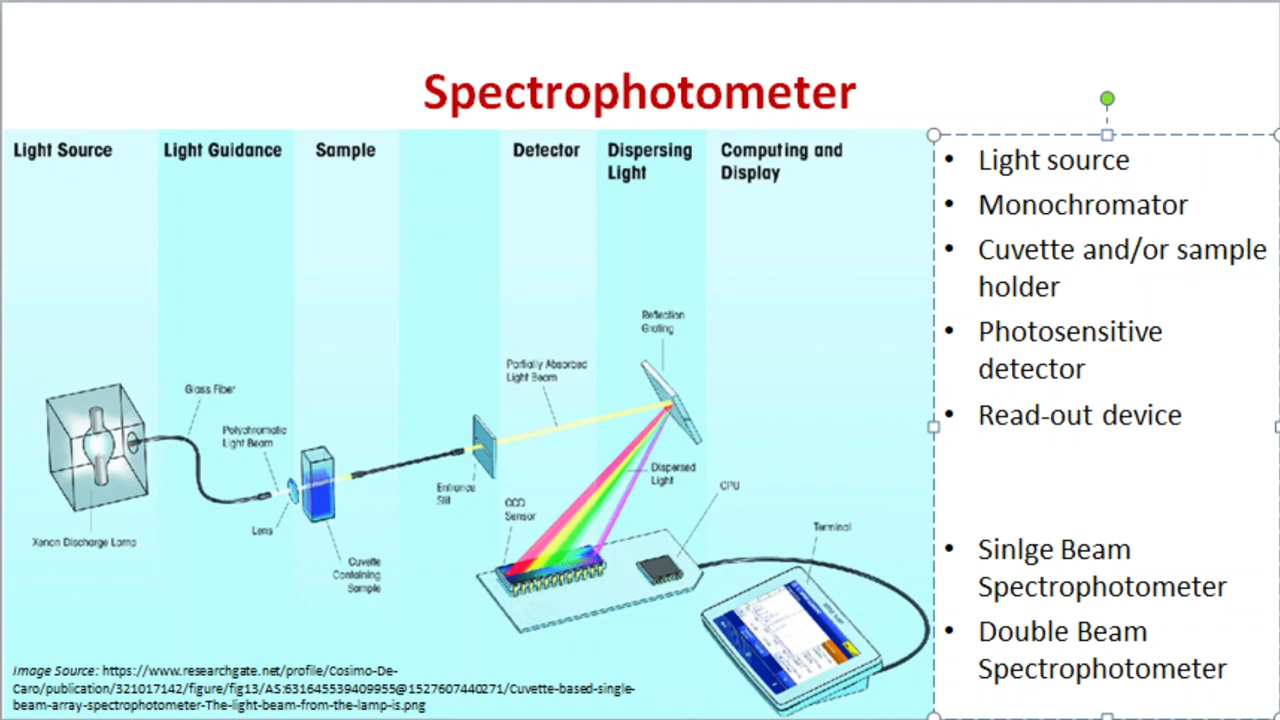 Spectrophotometer
Light Source
Light Guidance
Sample
Detector
Dispersing
Light
Computing and
Display
Reflection
Grating
Partially Absorbed
Light Beam
Glass Fiber
Polychromatic
Light Beam
Entrance
Slit
Dispersed
Light
CPU
CCD
Sensor
Lens
Terminal
Xenon Discharge Lamp
Cuvette
Containing
Sample
Image Source: https://www.researchgate.net/profile/Cosimo-De-
Caro/publication/321017142/figure/fig13/AS:631645539409955@1527607440271/Cuvette-based-single-
beam-array-spectrophotometer-The-light-beam-from-the-lamp-is.png
• Light source
• Monochromator
• Cuvette and/or sample
holder
• Photosensitive
detector
• Read-out device
• Sinlge Beam
Spectrophotometer
• Double Beam
Spectrophotometer